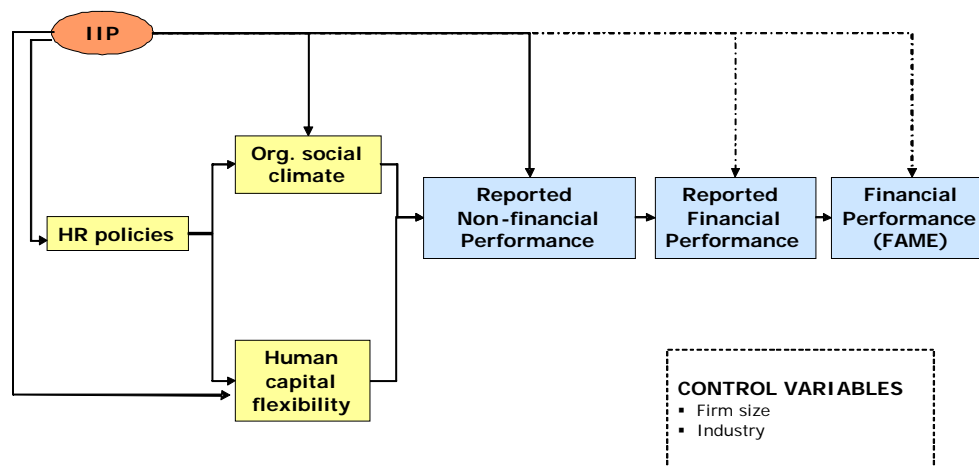 IIP
Org. social
climate
HR policies
Reported
Non-financial
Performance
Reported
Financial
Performance
Financial
Performance
(FAME)
Human
capital
flexibility
CONTROL VARIABLES
▪ Firm size
▪ Industry